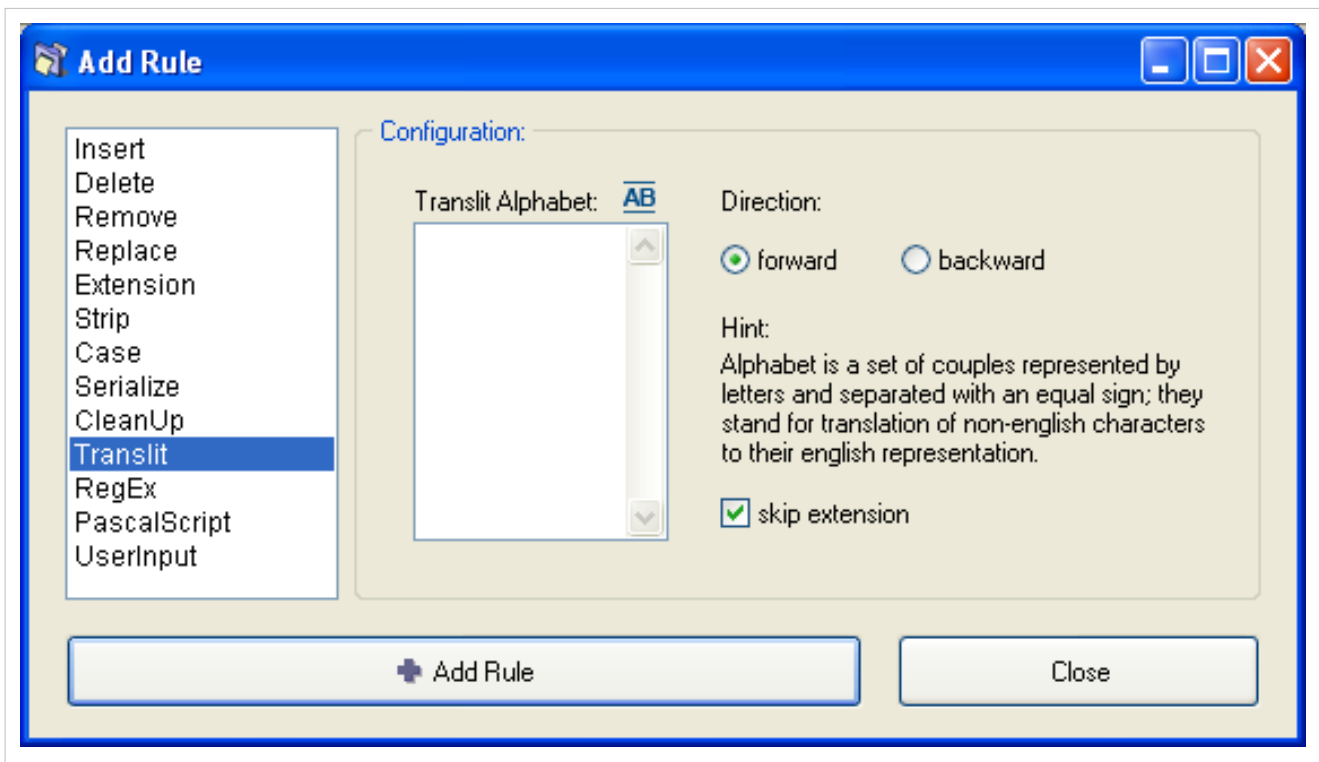 Add Rule
Insert
Delete
Remove
Replace
Extension
Strip
Case
Serialize
CleanUp
Translit
RegEx
PascalScript
UserInput
Configuration:
Translit Alphabet: AB
Direction:
forward backward
Hint:
Alphabet is a set of couples represented by
letters and separated with an equal sign; they
stand for translation of non-english characters
to their english representation.
skip extension
Add Rule
Close